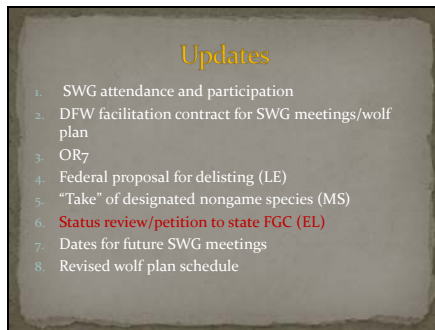 Updates
1. SWG attendance and participation
2. DFW facilitation contract for SWG meetings/wolf
plan
3. OR7
4. Federal proposal for delisting (LE)
5. “Take” of designated nongame species (MS)
6. Status review/petition to state FGC (EL)
7. Dates for future SWG meetings
8. Revised wolf plan schedule